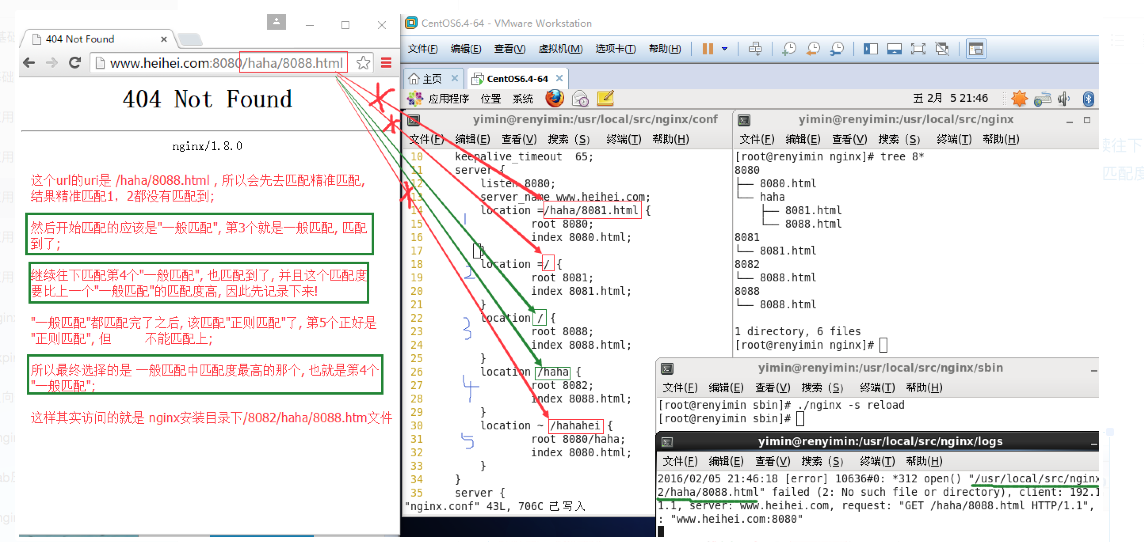 404 Not Found
www.heihei.com:8080/haha/8088.html
404 Not Found
nginx/1.8.0
这个url的uri是 /haha/8088.html , 所以会先去匹配精准匹配,
结果精准匹配1、2都没有匹配到;
然后开始匹配的应该是"一般匹配", 第3个就是一般匹配, 匹配
到了;
继续往下匹配第4个"一般匹配", 也匹配到了, 并且这个匹配度
要比上一个"一般匹配"的匹配度高, 因此先记录下来!
"一般匹配"都匹配完了之后, 该匹配"正则匹配"了, 第5个正好是
"正则匹配", 但 不能匹配上;
所以最终选择的是 一般匹配中匹配度最高的那个, 也就是第4个
"一般匹配";
这样其实访问的就是 nginx安装目录下/8082/haha/8088.htm文件
CentOS6.4-64 - VMware Workstation
文件(F) 编辑(E) 查看(V) 虚拟机(M) 选项卡(T) 帮助(H)
主页 CentOS6.4-64
应用程序 位置 系统 五 2月 5 21:46
yimin@renyimin:/usr/local/src/nginx/conf
文件(F) 编辑(E) 查看(V) 搜索 (S) 终端(T) 帮助(H)
10 keepalive_timeout 65;
11 server {
12 listen 8080;
13 server_name www.heihei.com;
14 location =/haha/8081.html {
15 root 8080;
16 index 8080.html;
17 }
18 location =/ {
19 root 8081;
20 index 8081.html;
21 }
22 location / {
23 root 8088;
24 index 8088.html;
25 }
26 location /haha {
27 root 8082;
28 index 8088.html;
29 }
30 location ~ /hahahei {
31 root 8080/haha;
32 index 8080.html;
33 }
34 }
35 server {
"nginx.conf" 43L, 706C 已写入
1
2
3
4
5
yimin@renyimin:/usr/local/src/nginx
文件(F) 编辑(E) 查看(V) 搜索 (S) 终端(T) 帮助(H)
[root@renyimin nginx]# tree 8*
8080
├── 8080.html
└── haha
├── 8081.html
└── 8088.html
8081
└── 8081.html
8082
└── 8088.html
8088
└── 8088.html
1 directory, 6 files
[root@renyimin nginx]#
yimin@renyimin:/usr/local/src/nginx/sbin
文件(F) 编辑(E) 查看(V) 搜索 (S) 终端(T) 帮助(H)
[root@renyimin sbin]# ./nginx -s reload
[root@renyimin sbin]#
yimin@renyimin:/usr/local/src/nginx/logs
文件(F) 编辑(E) 查看(V) 搜索 (S) 终端(T) 帮助(H)
2016/02/05 21:46:18 [error] 10636#0: *312 open() "/usr/local/src/nginx
2/haha/8088.html" failed (2: No such file or directory), client: 192.1
1.1, server: www.heihei.com, request: "GET /haha/8088.html HTTP/1.1",
: "www.heihei.com:8080"